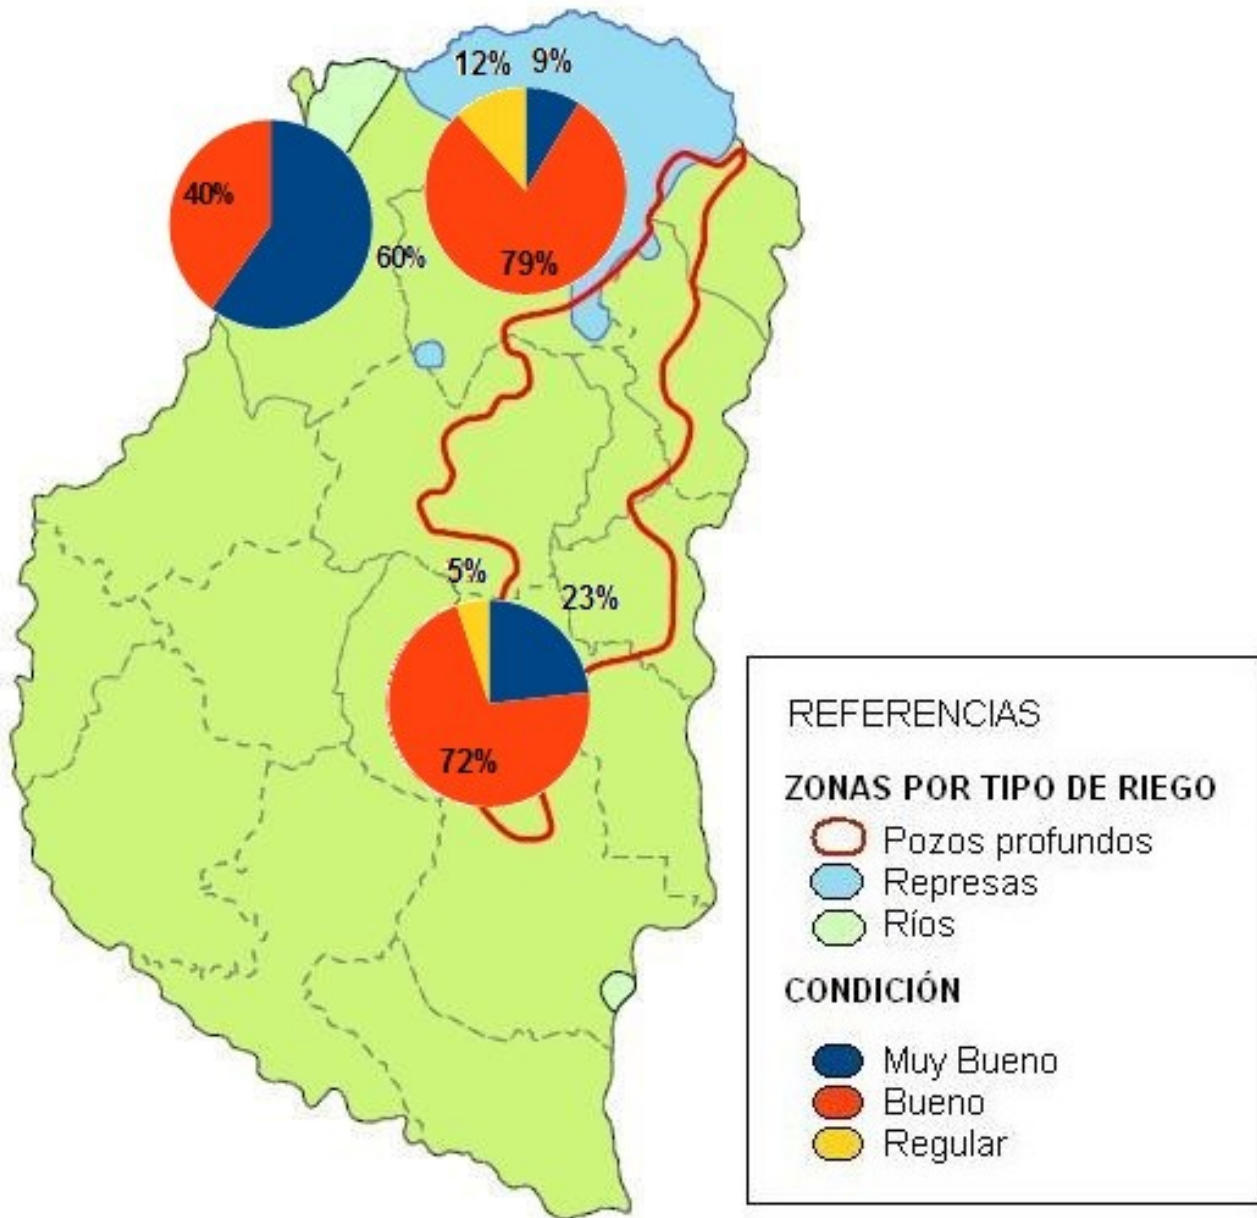 12% 9%
40%
60%
79%
5%
23%
72%
REFERENCIAS
ZONAS POR TIPO DE RIEGO
Pozos profundos
Represas
Ríos
CONDICIÓN
Muy Bueno
Bueno
Regular